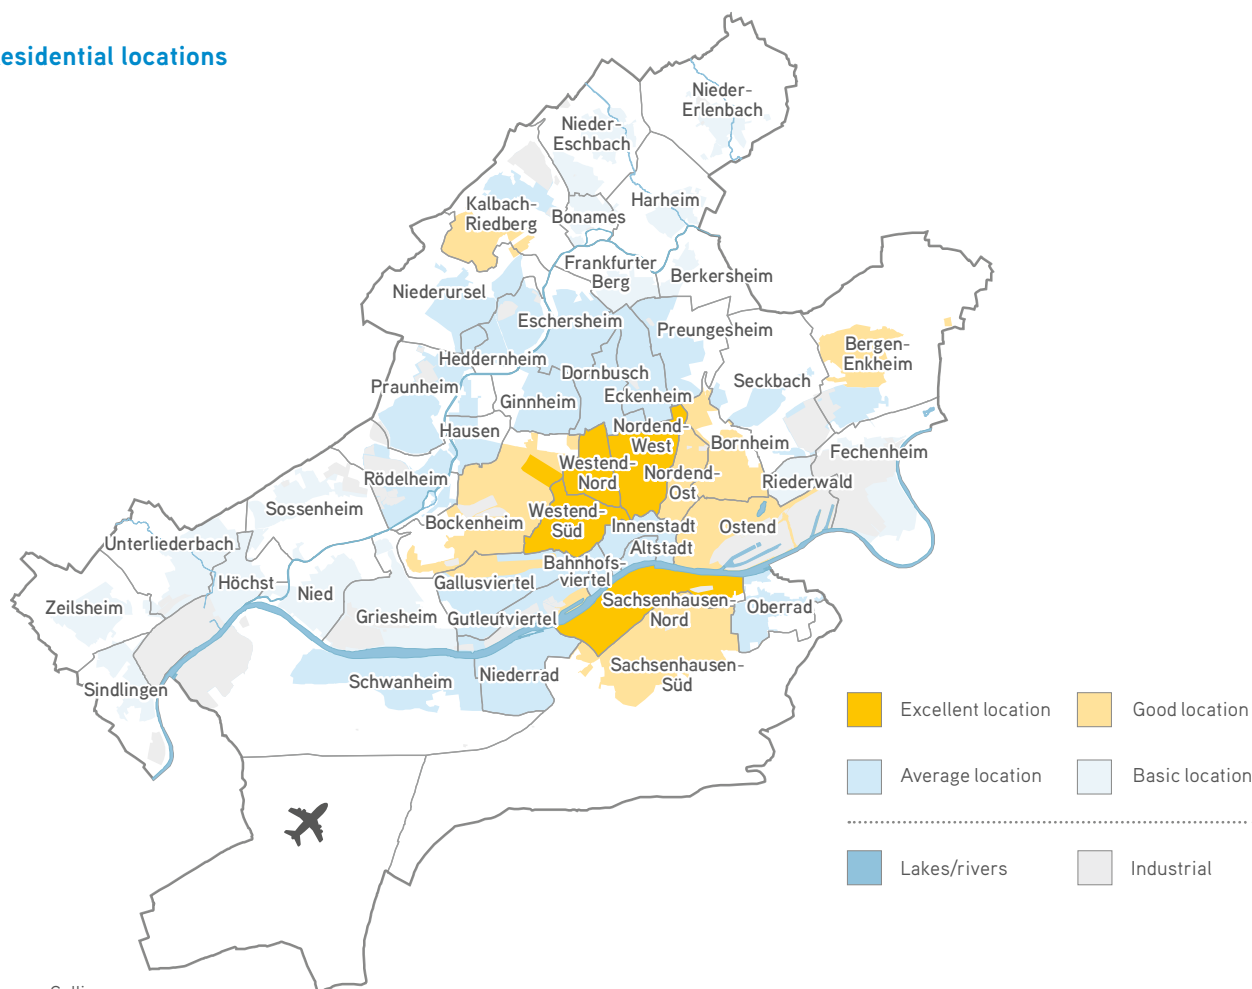 esidential locations
Nieder-
Erlenbach
Nieder-
Eschbach
Kalbach-
Riedberg
Bonames
Harheim
Frankfurter
Berg
Berkersheim
Niederursel
Eschersheim
Preungesheim
Bergen-
Enkheim
Heddernheim
Dornbusch
Praunheim
Seckbach
Ginnheim
Eckenheim
Hausen
Nordend-
West
Bornheim
Fechenheim
Westend-
Nord
Nordend-
Ost
Rödelheim
Riederwald
Sossenheim
Bockenheim
Westend-
Süd
Innenstadt
Ostend
Unterliederbach
Altstadt
Bahnhofs-
viertel
Höchst
Gallusviertel
Nied
Zeilsheim
Griesheim
Gutleutviertel
Sachsenhausen-
Nord
Oberrad
Sachsenhausen-
Süd
Sindlingen
Schwanheim
Niederrad
Excellent location
Good location
Average location
Basic location
Lakes/rivers
Industrial